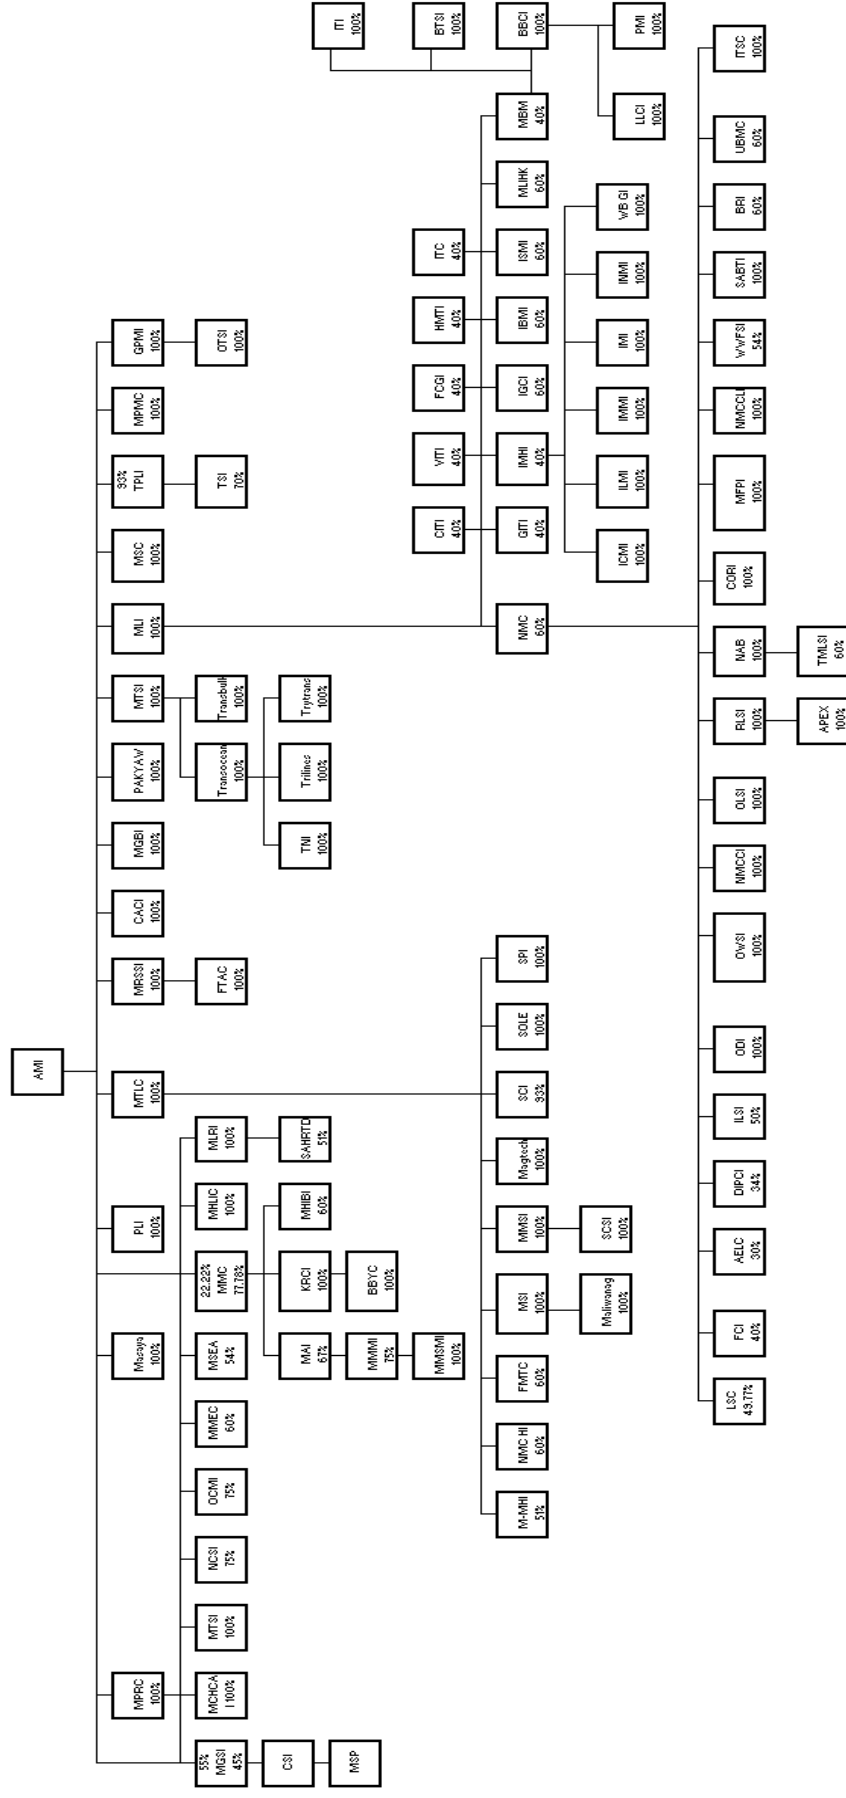 AMI
MPRC
100%
Masaya
100%
PLI
100%
MTLC
100%
MRSSI
100%
CACI
100%
MGBI
100%
PAKYAW
100%
MTSI
100%
MLI
100%
MSC
100%
93%
TPLI
MPMC
100%
GPMI
100%
55%
MGSI
45%
MCHCA
I 100%
MTSI
100%
NCSI
75%
OCMI
75%
MMEC
60%
MSEA
54%
22.22%
MMC
77.78%
MHLIC
100%
MLRI
100%
FTAC
100%
Transocean
100%
Transbulk
100%
TSI
70%
OTSI
100%
CSI
MAI
67%
KRCI
100%
MHIBI
60%
SAHRTD
51%
TNI
100%
Trilines
100%
Trytrans
100%
ITI
100%
MSP
MMMI
75%
BBYC
100%
MMSMI
100%
CITI
40%
VITI
40%
FCGI
40%
HMTI
40%
ITC
40%
BTSI
100%
M-MHI
51%
NMC HI
60%
FMTC
60%
MSI
100%
MMSI
100%
Magtech
100%
SCI
93%
SOLE
100%
SPI
100%
NMC
60%
GITI
40%
IMHI
40%
IGCI
60%
IBMI
60%
ISMI
60%
MLIHK
60%
MBM
40%
BBCI
100%
Maliwanag
100%
SCSI
100%
ICMI
100%
ILMI
100%
IMMI
100%
IMI
100%
INMI
100%
WB GI
100%
LLCI
100%
PMI
100%
LSC
49.77%
FCI
40%
AELC
30%
DIPCI
34%
ILSI
50%
ODI
100%
OWSI
100%
NMCCI
100%
OLSI
100%
RLSI
100%
NAB
100%
CORI
100%
MFPI
100%
NMCCLI
100%
WWFSI
54%
SABTI
100%
BRI
60%
UBMC
60%
ITSC
100%
APEX
100%
TMLSI
60%